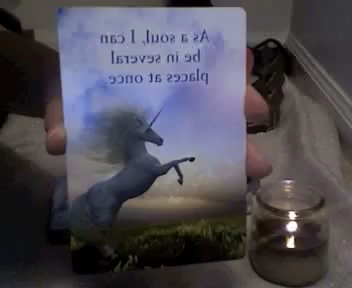 As a soul, I can
be in several
places at once.